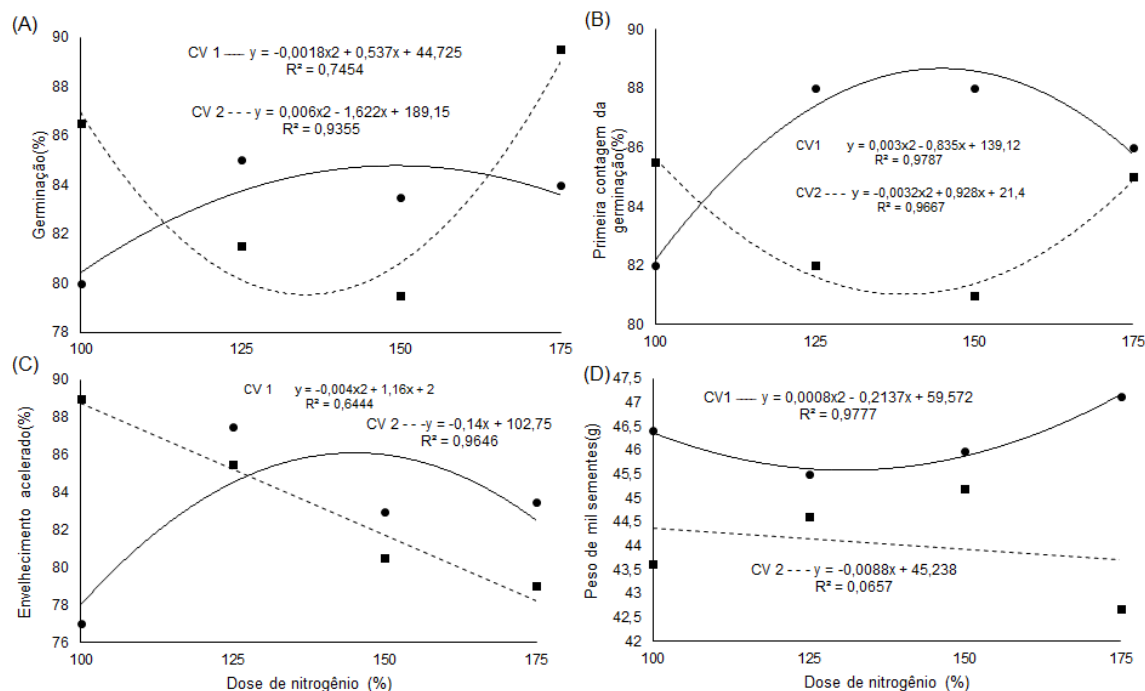 (A)
Germinação(%)
90
88
86
84
82
80
78
CV 1 —— y = -0,0018x2 + 0,537x + 44,725
R² = 0,7454
CV 2 - - - y = 0,006x2 - 1,622x + 189,15
R² = 0,9355
100 125 150 175
(B)
Primeira contagem da
germinação(%)
90
88
86
84
82
80
CV1 y = 0,003x2 - 0,835x + 139,12
R² = 0,9787
CV2 - - - - y = -0,0032x2 + 0,928x + 21,4
R² = 0,9667
100 125 150 175
(C)
Envelhecimento acelerado(%)
90
88
86
84
82
80
78
76
CV 1 y = -0,004x2 + 1,16x + 2
R² = 0,6444
CV 2 - - - y = -0,14x + 102,75
R² = 0,9646
100 125 150 175
Dose de nitrogênio (%)
(D)
Peso de mil sementes(g)
47,5
47
46,5
46
45,5
45
44,5
44
43,5
43
42,5
42
CV1 —— y = 0,0008x2 - 0,2137x + 59,572
R² = 0,9777
CV 2 - - - y = -0,0088x + 45,238
R² = 0,0657
100 125 150 175
Dose de nitrogênio (%)